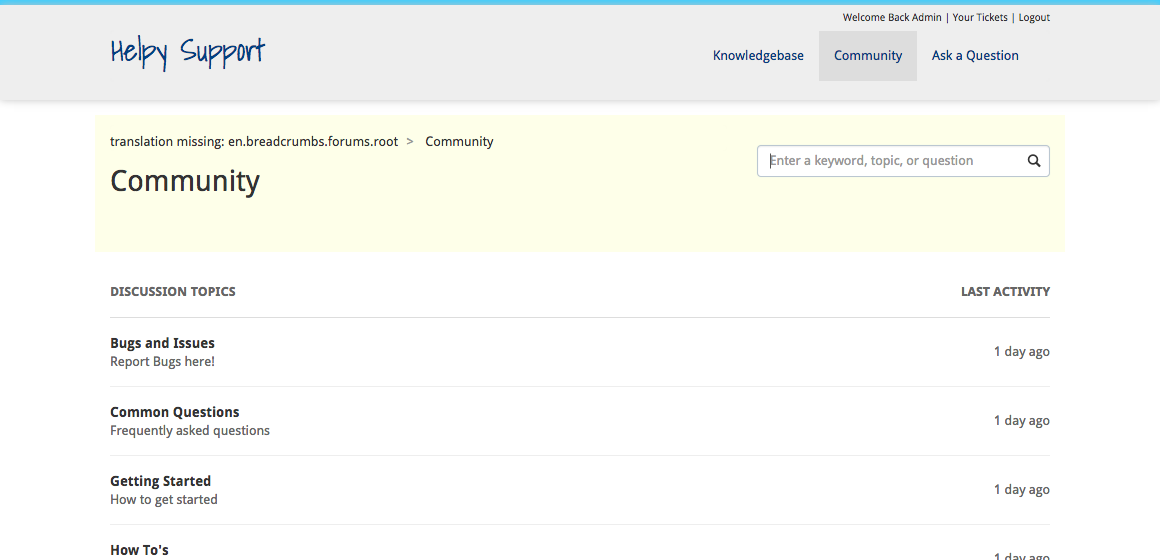 Welcome Back Admin | Your Tickets | Logout
Helpy Support
Knowledgebase Community Ask a Question
translation missing: en.breadcrumbs.forums.root > Community
Enter a keyword, topic, or question
Community
DISCUSSION TOPICS LAST ACTIVITY
Bugs and Issues
Report Bugs here!
1 day ago
Common Questions
Frequently asked questions
1 day ago
Getting Started
How to get started
1 day ago
How To's
1 day ago